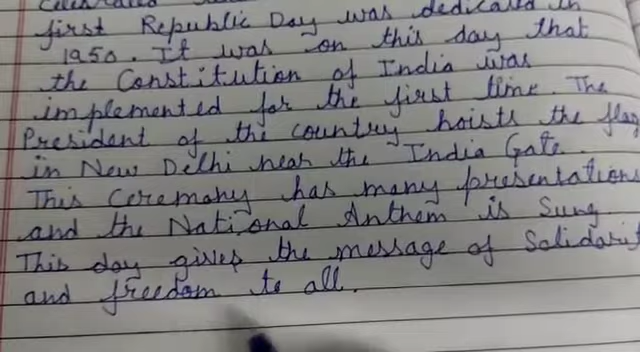 first Republic Day was dedicated in
1950. It was on this day that
the Constitution of India was
implemented for the first time. The
President of the country hoists the flag
in New Delhi near the India Gate.
This Ceremony has many presentations
and the National Anthem is Sung
This day gives the message of Solidarit
and freedom to all.